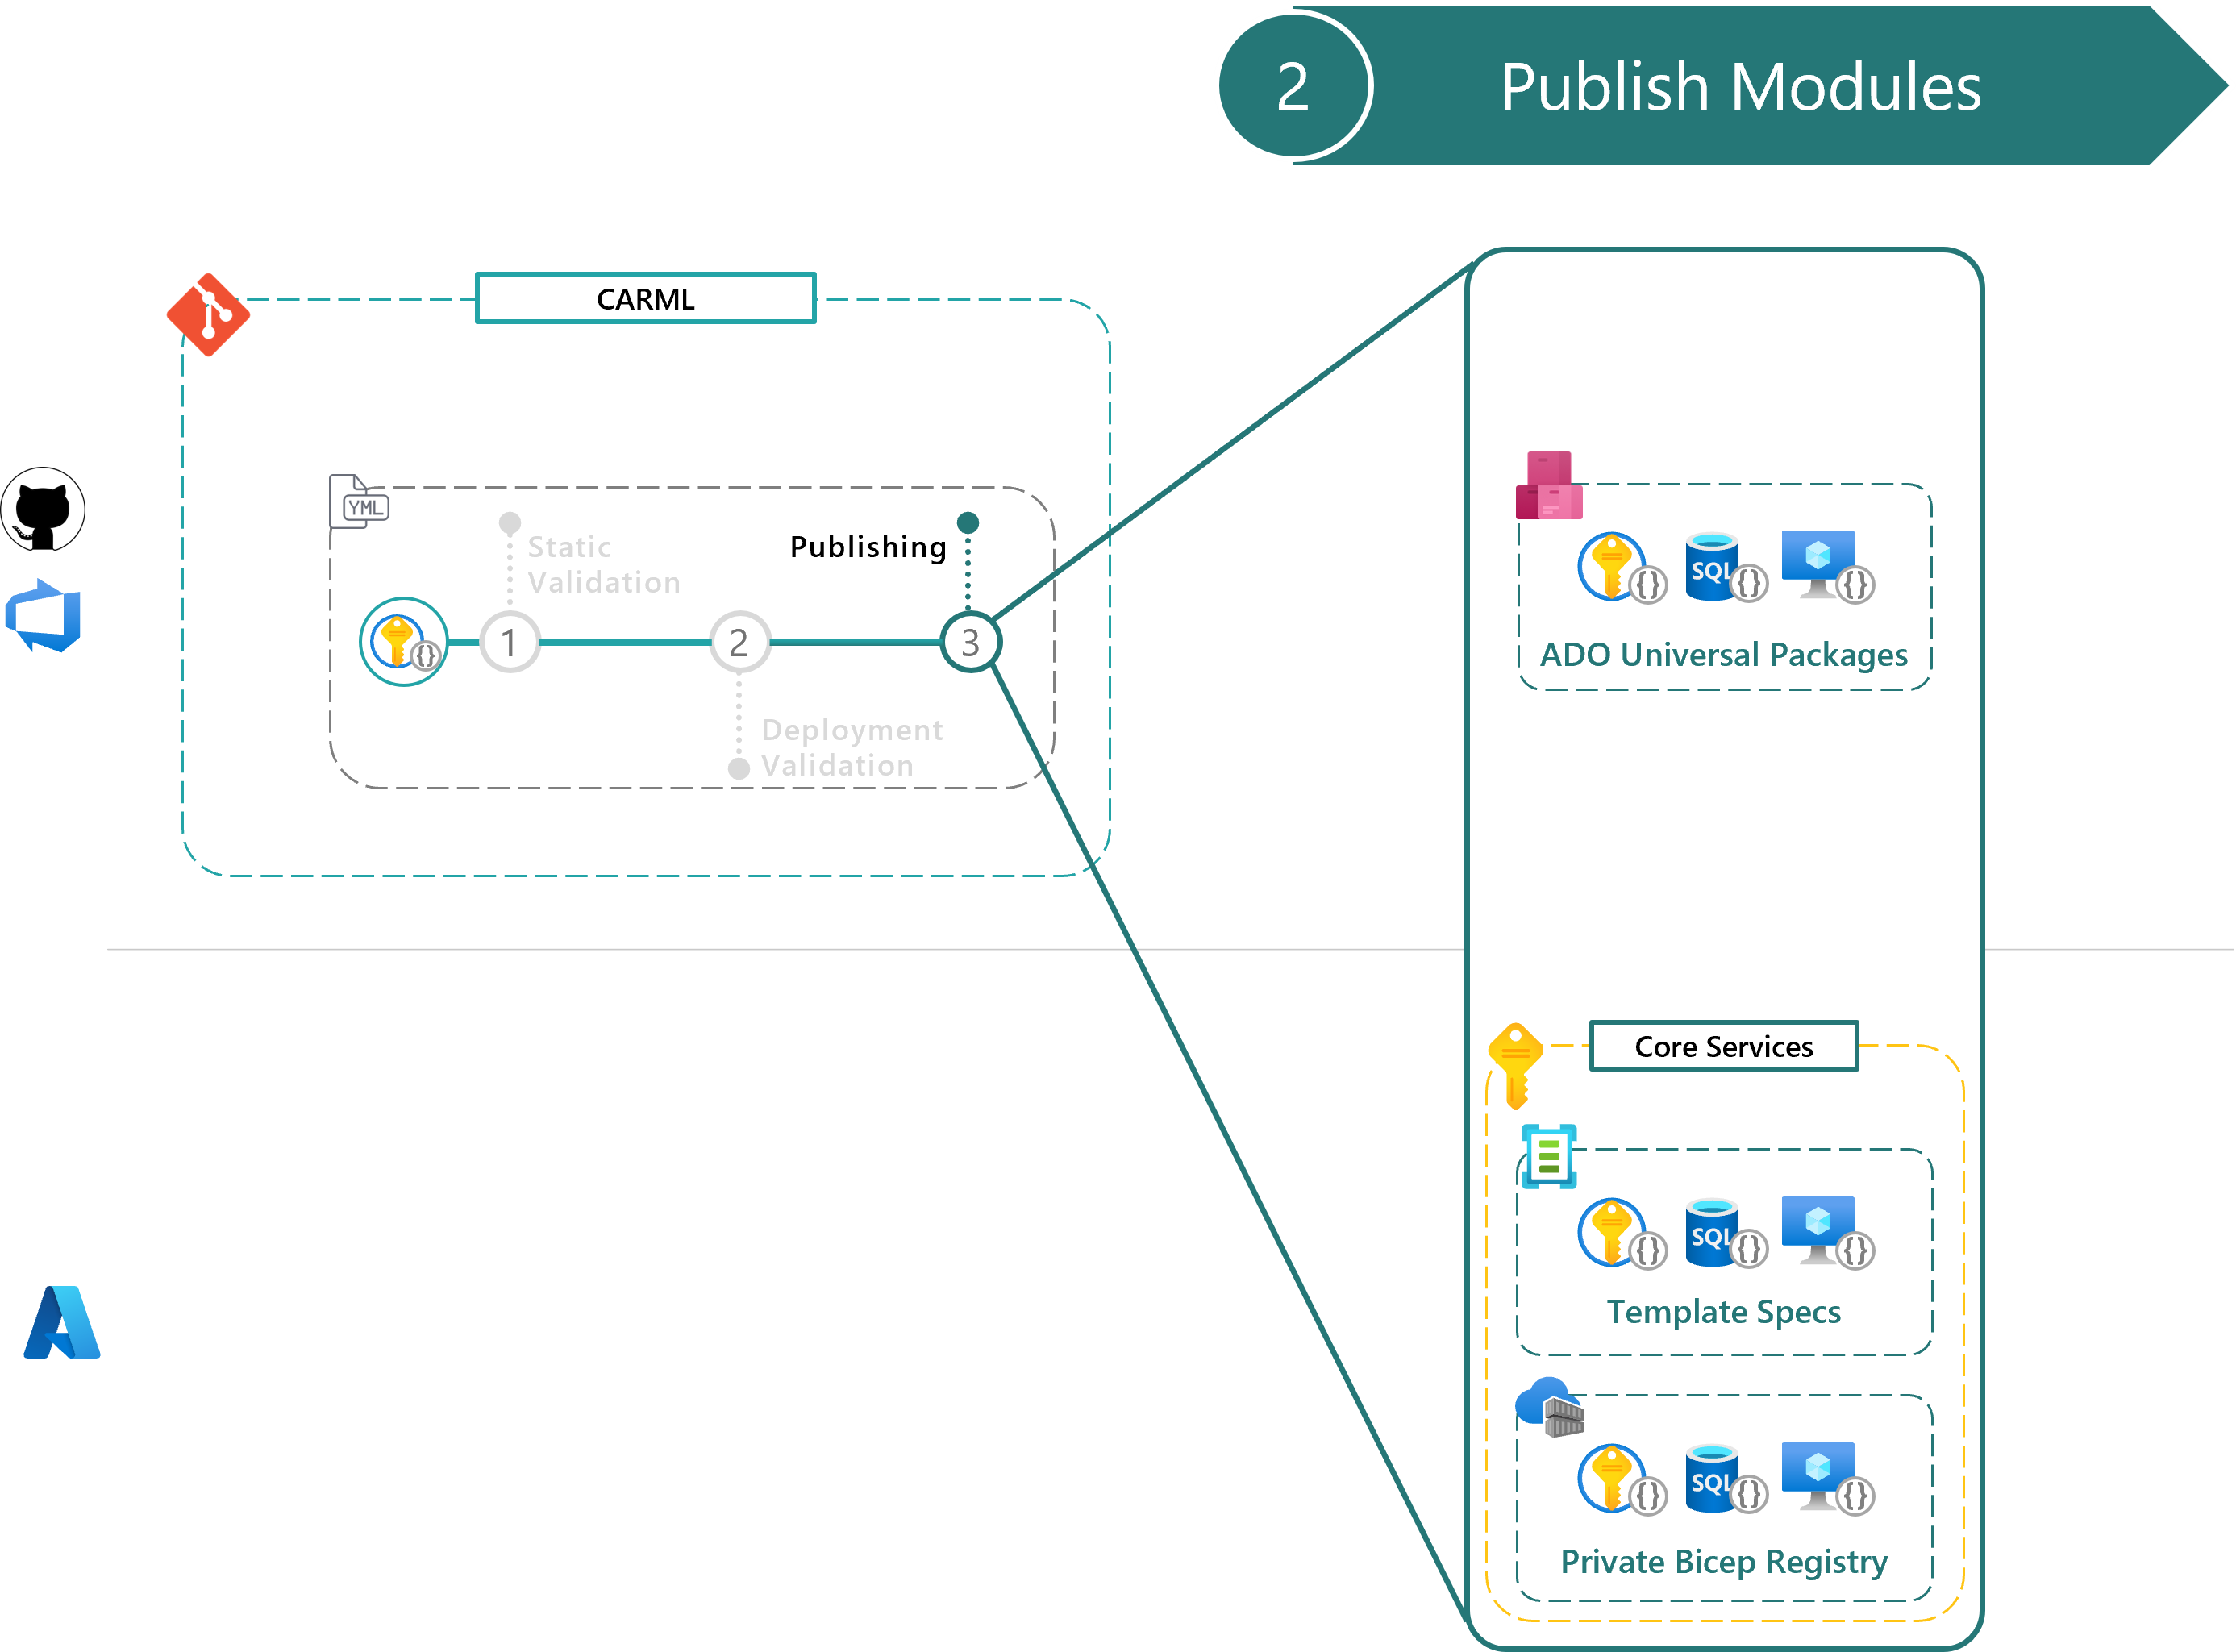 2
Publish Modules
CARML
YML
Static
Validation
Publishing
{}
1
2
3
Deployment
Validation
{}
SQL {}
{}
ADO Universal Packages
Core Services
{}
SQL {}
{}
Template Specs
{}
SQL {}
{}
Private Bicep Registry